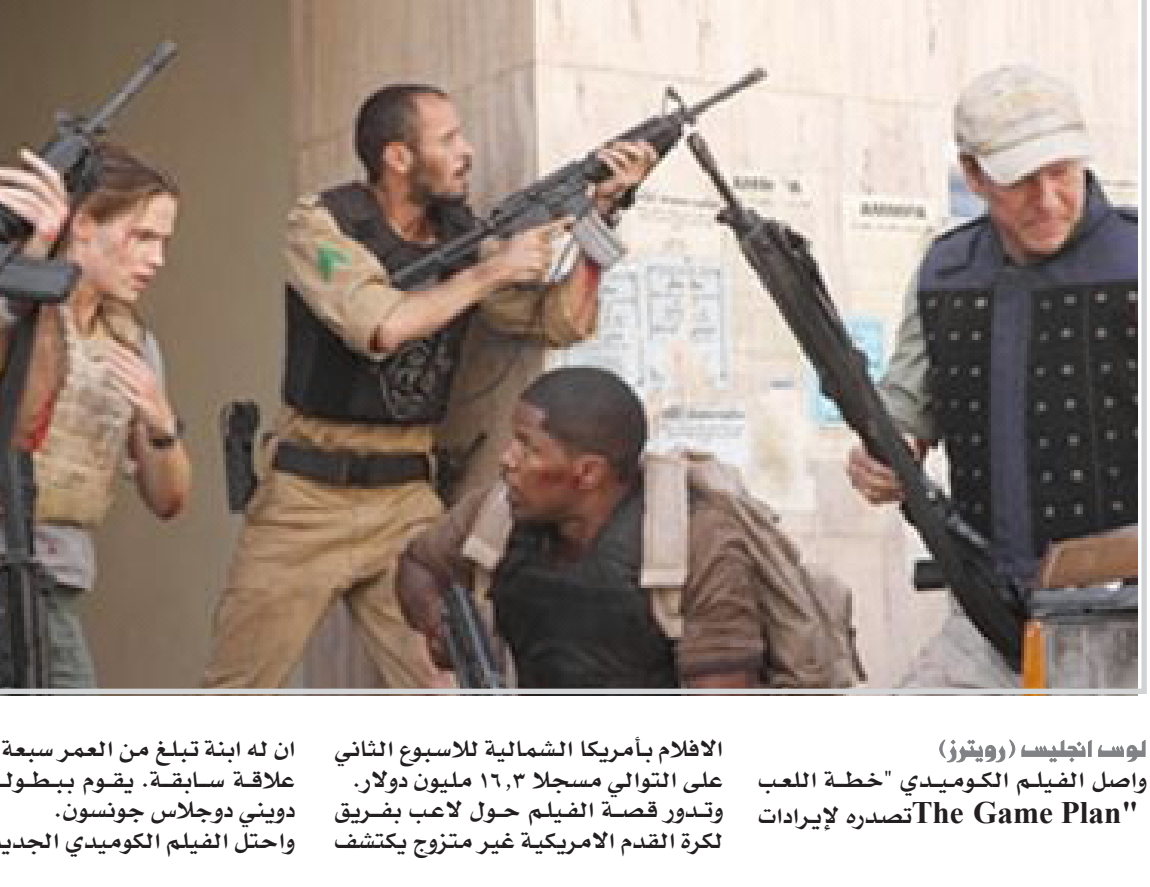 لوس انجليس (رويترز)
واصل الفيلم الكوميدي "خطة اللعب
The Game Plan" تصدره لإيرادات
الافلام بأمريكا الشمالية للاسبوع الثاني
على التوالي مسجلا ١٦,٣ مليون دولار.
وتدور قصة الفيلم حول لاعب بفريق
لكرة القدم الامريكية غير متزوج يكتشف
ان له ابنة تبلغ من العمر سبعة
علاقة سابقة. يقوم
دويني دوجلاس جونسون.
واحتل الفيلم الكوميدي